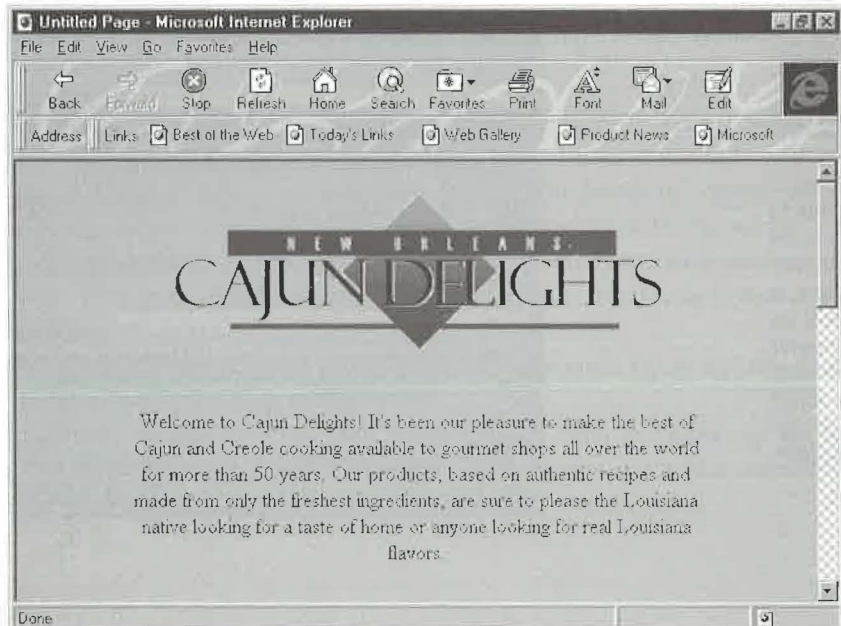 Untitled Page - Microsoft Internet Explorer
File Edit View Go Favorites Help
Back Forward Stop Refresh Home Search Favorites Print Font Mail Edit
Address Links Best of the Web Today's Links Web Gallery Product News Microsoft
NEW ORLEANS
CAJUN DELIGHTS
Welcome to Cajun Delights! It's been our pleasure to make the best of
Cajun and Creole cooking available to gourmet shops all over the world
for more than 50 years. Our products, based on authentic recipes and
made from only the freshest ingredients, are sure to please the Louisiana
native looking for a taste of home or anyone looking for real Louisiana
flavors.
Done